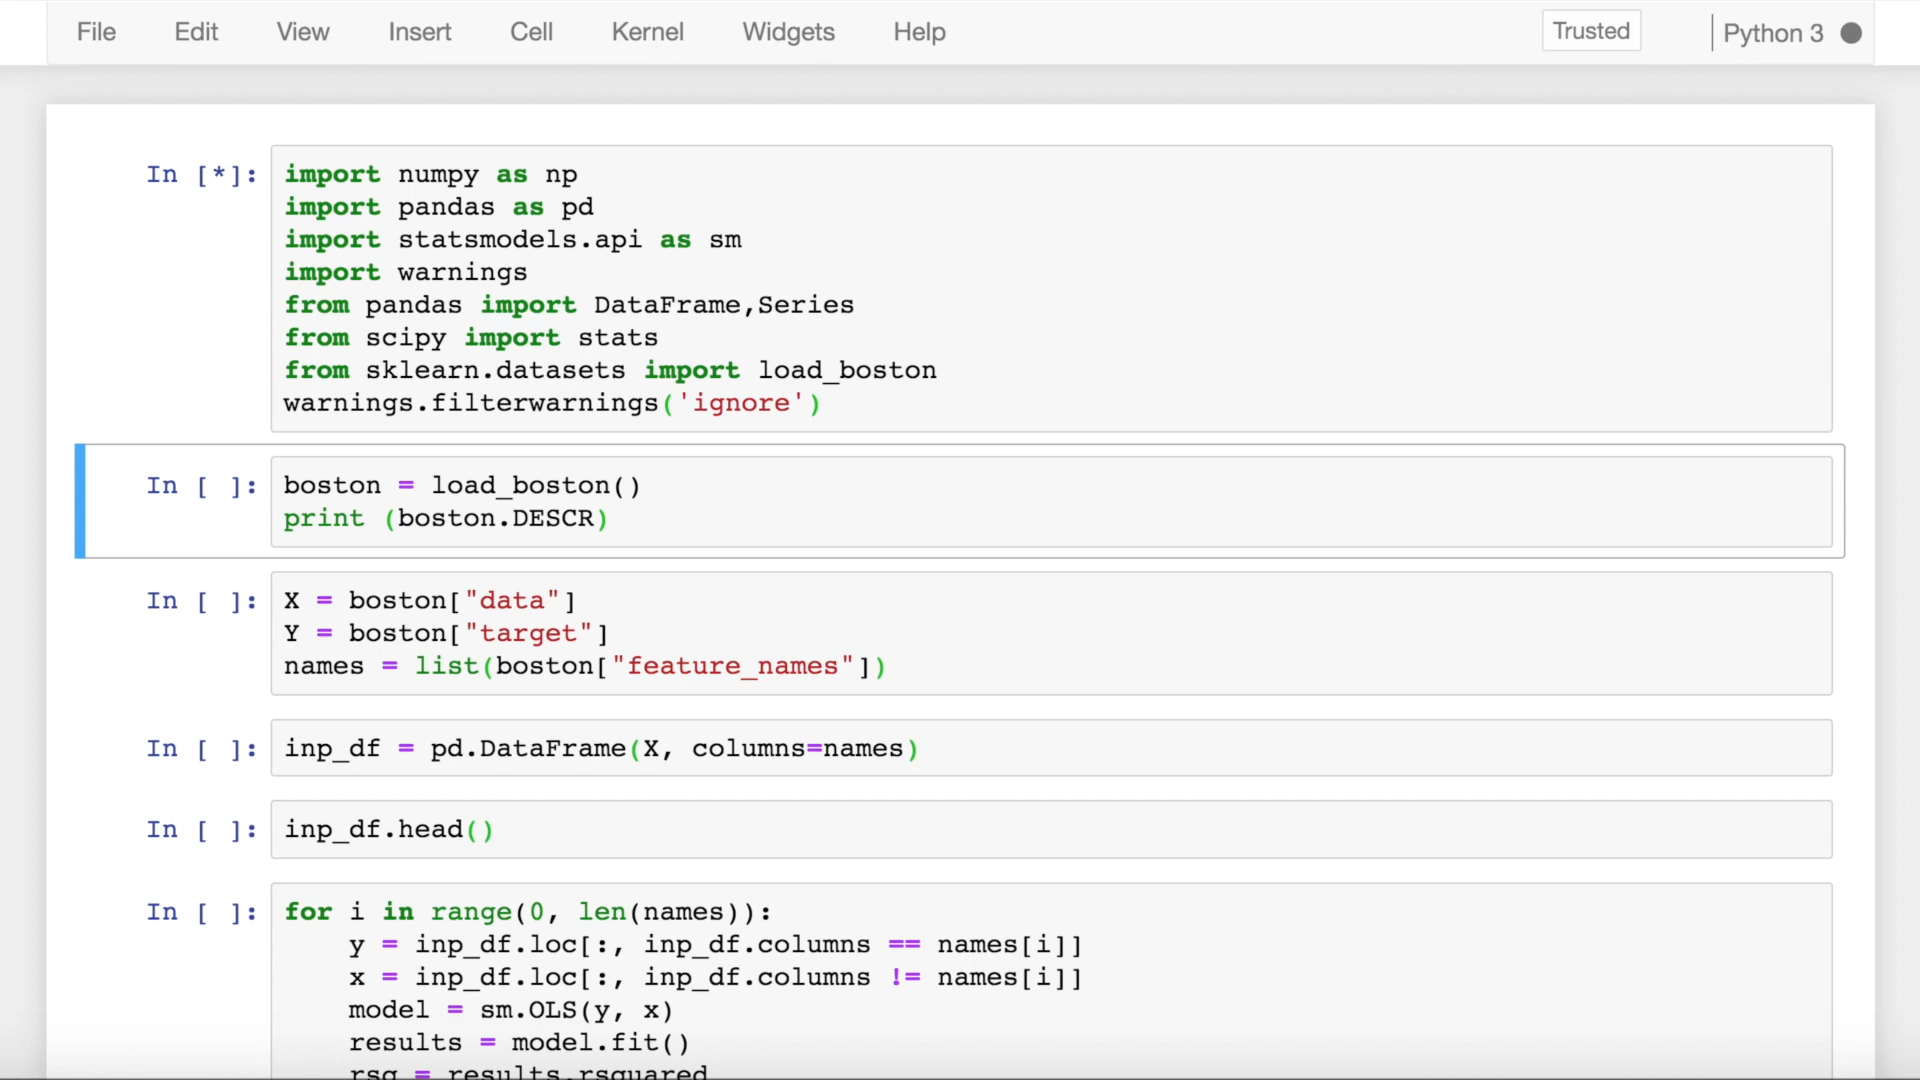 File Edit View Insert Cell Kernel Widgets Help Trusted Python 3
In [*]: import numpy as np
import pandas as pd
import statsmodels.api as sm
import warnings
from pandas import DataFrame,Series
from scipy import stats
from sklearn.datasets import load_boston
warnings.filterwarnings('ignore')
In [ ]: boston = load_boston()
print (boston.DESCR)
In [ ]: X = boston["data"]
Y = boston["target"]
names = list(boston["feature_names"])
In [ ]: inp_df = pd.DataFrame(X, columns=names)
In [ ]: inp_df.head()
In [ ]: for i in range(0, len(names)):
    y = inp_df.loc[:, inp_df.columns == names[i]]
    x = inp_df.loc[:, inp_df.columns != names[i]]
    model = sm.OLS(y, x)
    results = model.fit()
    rsq = results.rsquared